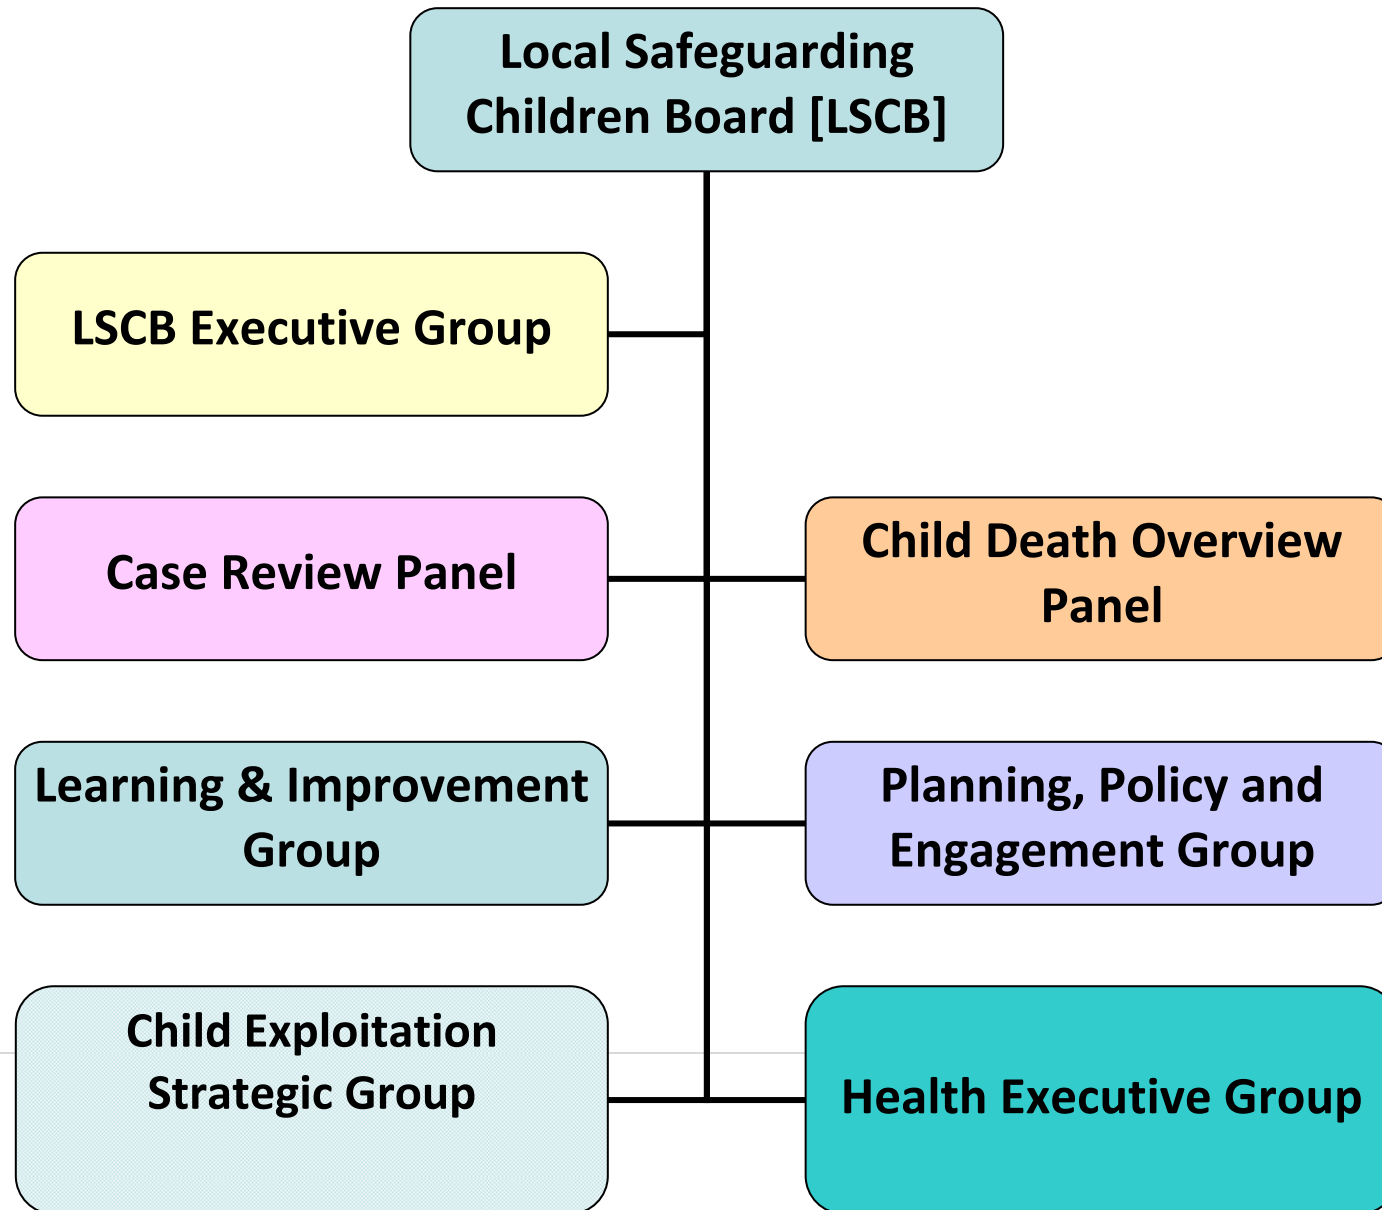 Local Safeguarding
Children Board [LSCB]
LSCB Executive Group
Case Review Panel
Child Death Overview
Panel
Learning & Improvement
Group
Planning, Policy and
Engagement Group
Child Exploitation
Strategic Group
Health Executive Group